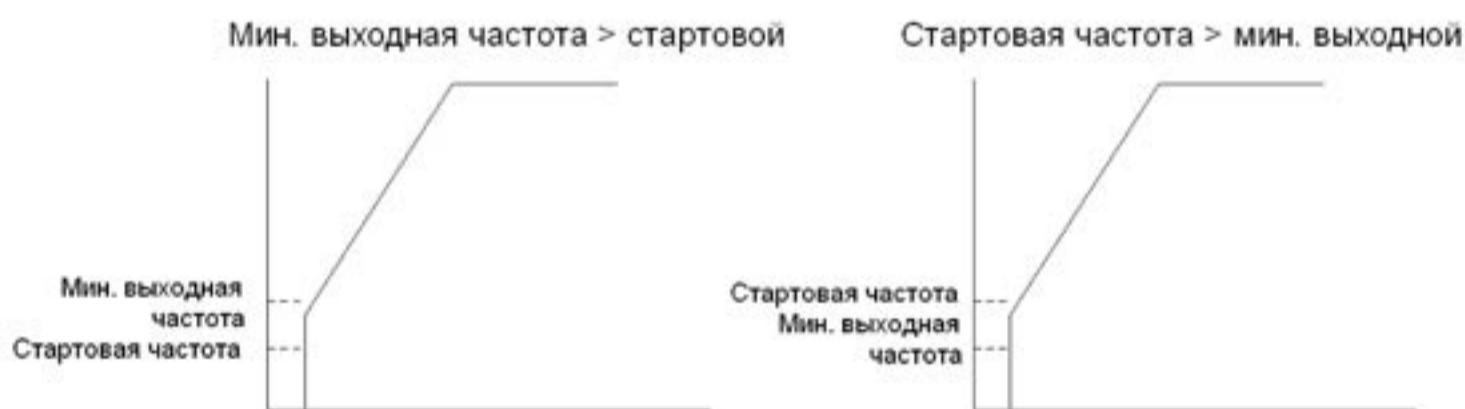 Мин. выходная частота > стартовой
Стартовая частота > мин. выходной
Мин. выходная
частота
Стартовая частота
Стартовая частота
Мин. выходная
частота